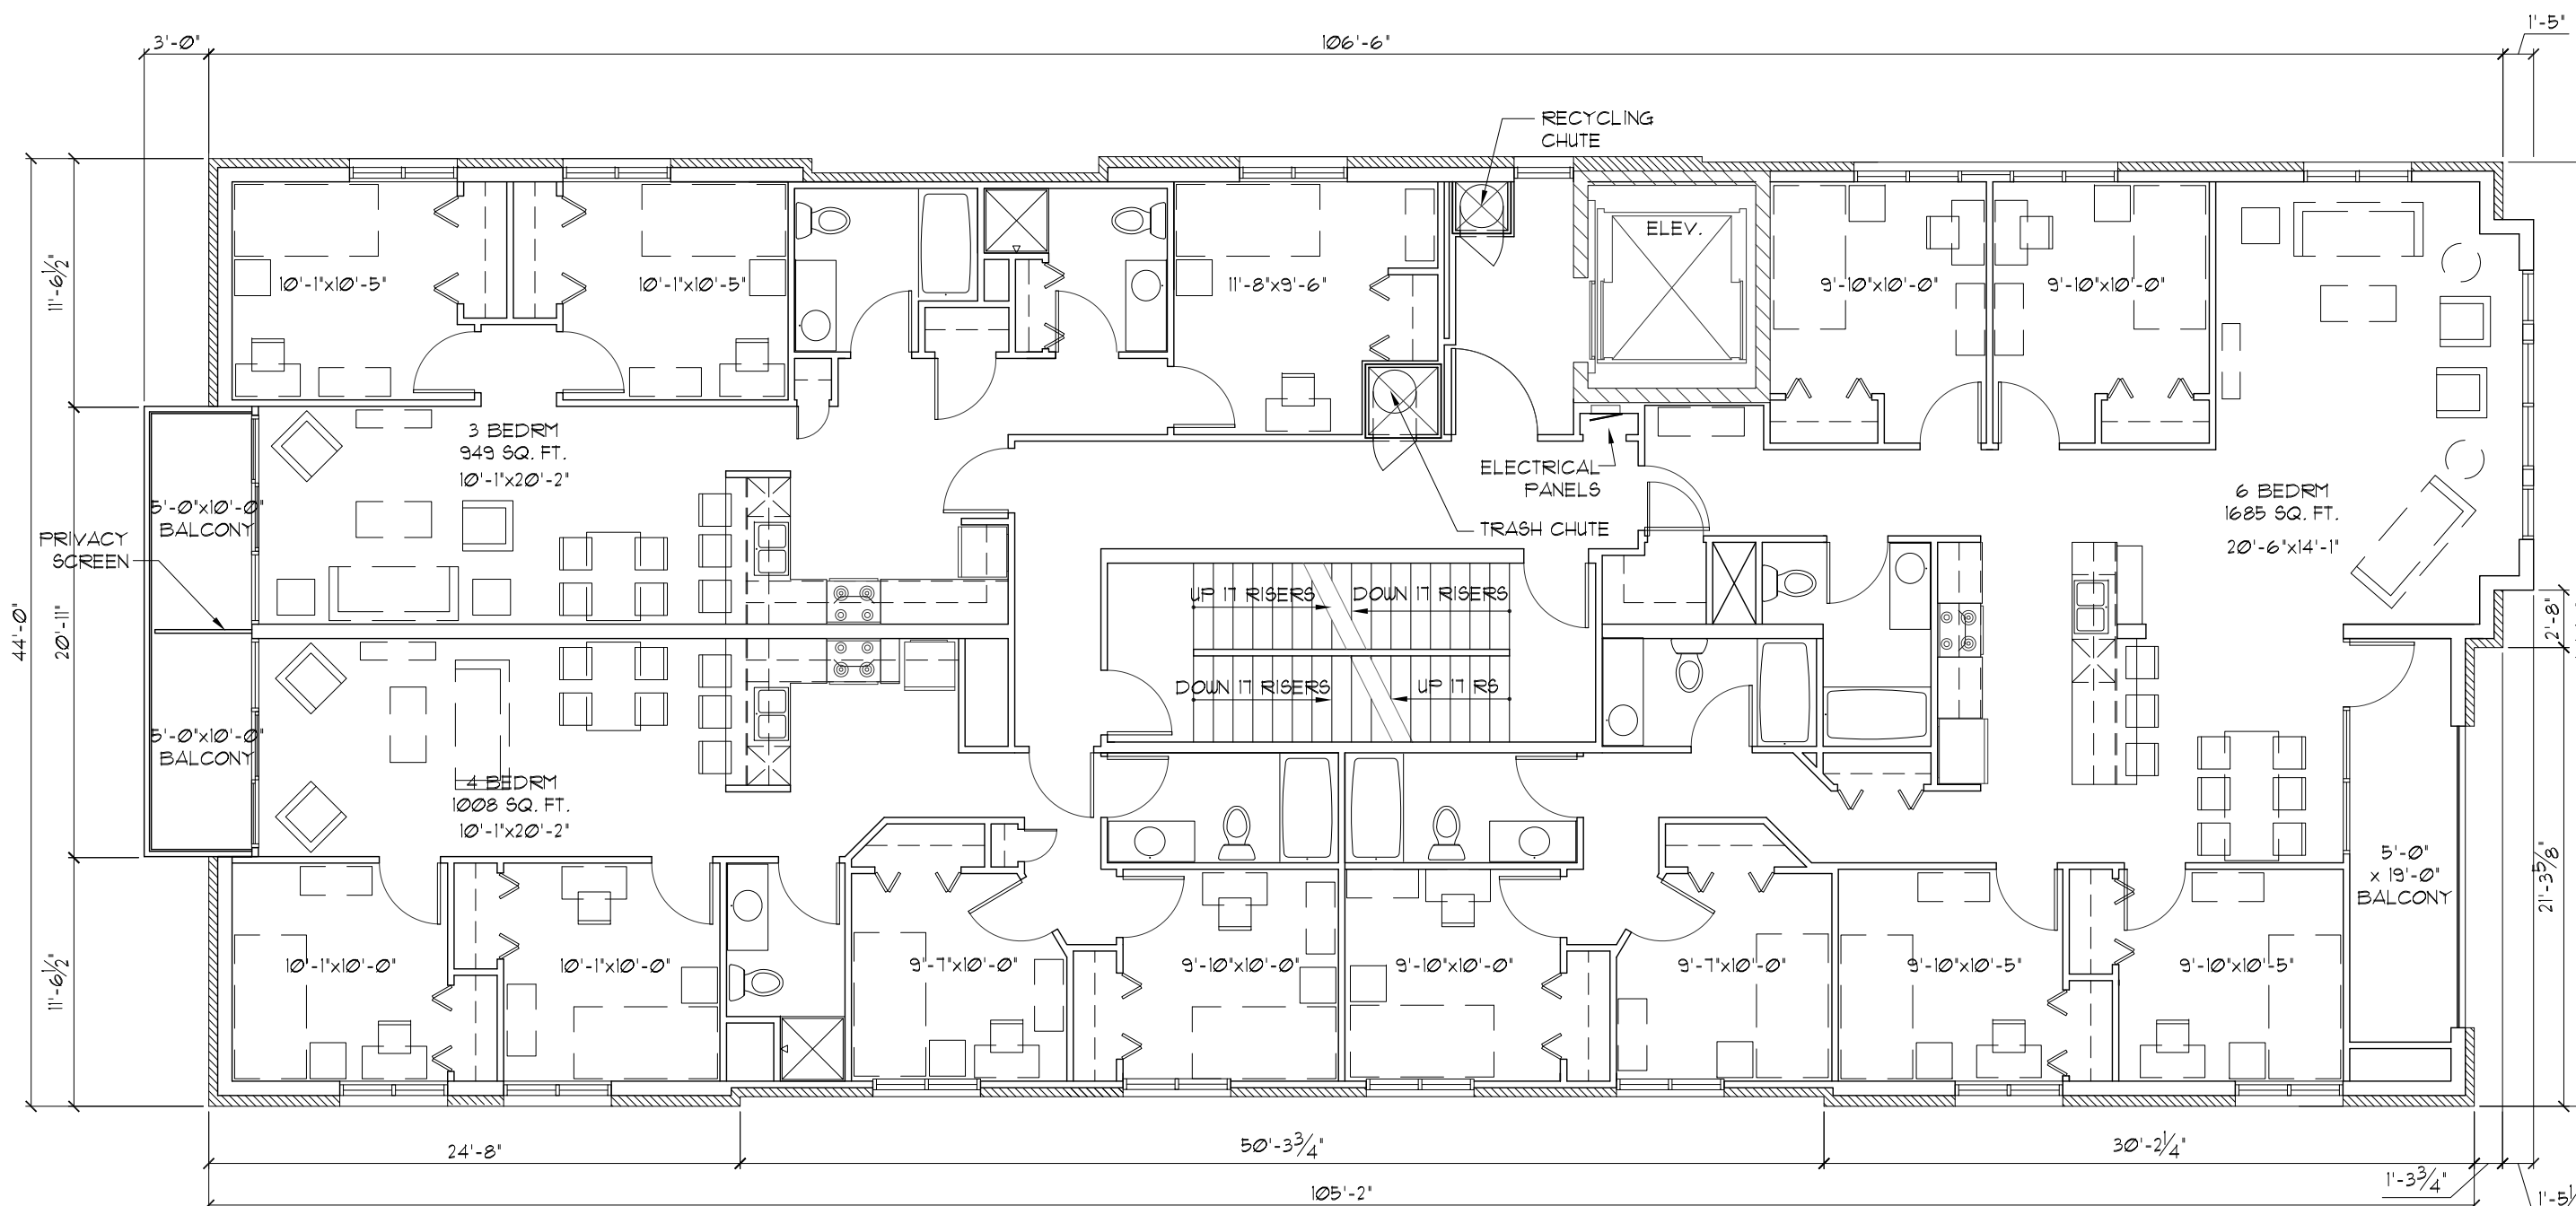 1'-5"
3'-0"
106'-6"
RECYCLING
CHUTE
ELEV.
10'-1"x10'-5"
10'-1"x10'-5"
11'-8"x9'-6"
9'-10"x10'-0"
9'-10"x10'-0"
11'-6½"
3 BEDRM
949 SQ. FT.
10'-1"x20'-2"
ELECTRICAL
PANELS
6 BEDRM
1685 SQ. FT.
20'-6"x14'-1"
5'-0"x10'-0"
BALCONY
TRASH CHUTE
PRIVACY
SCREEN
UP 17 RISERS
DOWN 17 RISERS
44'-0"
20'-11"
2'-8"
DOWN 17 RISERS
UP 17 RS
5'-0"x10'-0"
BALCONY
4 BEDRM
1008 SQ. FT.
10'-1"x20'-2"
5'-0"
x 19'-0"
BALCONY
21'-3⅝"
11'-6½"
10'-1"x10'-0"
10'-1"x10'-0"
9'-7"x10'-0"
9'-10"x10'-0"
9'-10"x10'-0"
9'-7"x10'-0"
9'-10"x10'-5"
9'-10"x10'-5"
24'-8"
50'-3¾"
30'-2¼"
1'-3¾"
105'-2"